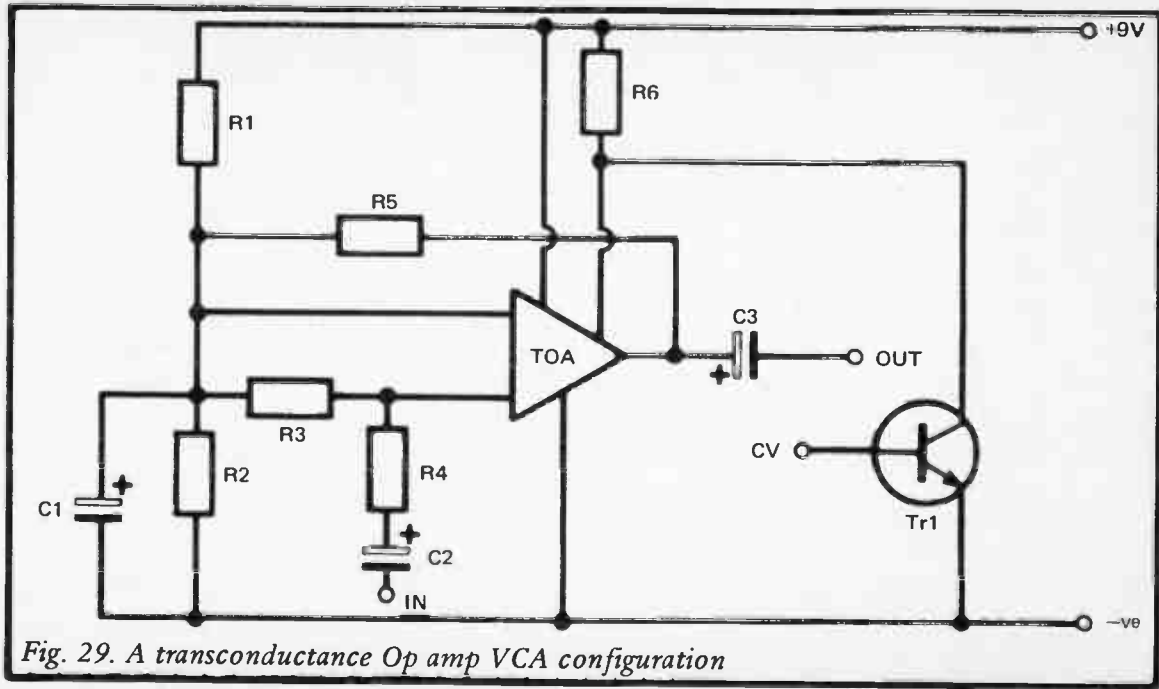 +9V
R1
R6
R5
TOA
C3
+
OUT
R3
R4
CV
C1
+
R2
+
C2
Tr1
IN
-ve
Fig. 29. A transconductance Op amp VCA configuration